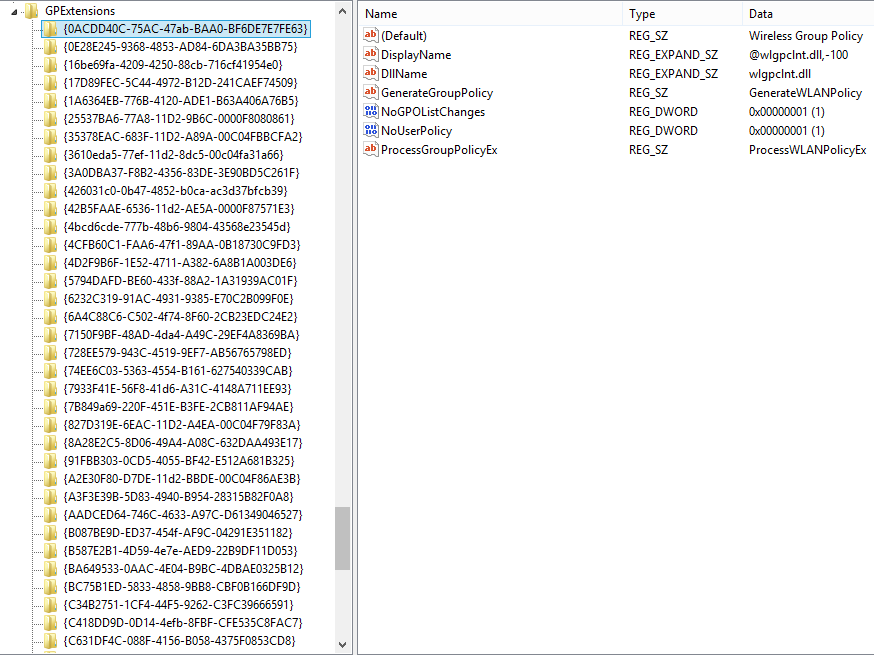 GPExtensions
{0ACDD40C-75AC-47ab-BAA0-BF6DE7E7FE63}
{0E28E245-9368-4853-AD84-6DA3BA35BB75}
{16be69fa-4209-4250-88cb-716cf41954e0}
{17D89FEC-5C44-4972-B12D-241CAEF74509}
{1A6364EB-776B-4120-ADE1-B63A406A76B5}
{25537BA6-77A8-11D2-9B6C-0000F8080861}
{35378EAC-683F-11D2-A89A-00C04FBBCFA2}
{3610eda5-77ef-11d2-8dc5-00c04fa31a66}
{3A0DBA37-F8B2-4356-83DE-3E90BD5C261F}
{426031c0-0b47-4852-b0ca-ac3d37bfcb39}
{42B5FAAE-6536-11d2-AE5A-0000F87571E3}
{4bcd6cde-777b-48b6-9804-43568e23545d}
{4CFB60C1-FAA6-47f1-89AA-0B18730C9FD3}
{4D2F9B6F-1E52-4711-A382-6A8B1A003DE6}
{5794DAFD-BE60-433f-88A2-1A31939AC01F}
{6232C319-91AC-4931-9385-E70C2B099F0E}
{6A4C88C6-C502-4f74-8F60-2CB23EDC24E2}
{7150F9BF-48AD-4da4-A49C-29EF4A8369BA}
{728EE579-943C-4519-9EF7-AB56765798ED}
{74EE6C03-5363-4554-B161-627540339CAB}
{7933F41E-56F8-41d6-A31C-4148A711EE93}
{7B849a69-220F-451E-B3FE-2CB811AF94AE}
{827D319E-6EAC-11D2-A4EA-00C04F79F83A}
{8A28E2C5-8D06-49A4-A08C-632DAA493E17}
{91FBB303-0CD5-4055-BF42-E512A681B325}
{A2E30F80-D7DE-11d2-BBDE-00C04F86AE3B}
{A3F3E39B-5D83-4940-B954-28315B82F0A8}
{AADCED64-746C-4633-A97C-D61349046527}
{B087BE9D-ED37-454f-AF9C-04291E351182}
{B587E2B1-4D59-4e7e-AED9-22B9DF11D053}
{BA649533-0AAC-4E04-B9BC-4DBAE0325B12}
{BC75B1ED-5833-4858-9BB8-CBF0B166DF9D}
{C34B2751-1CF4-44F5-9262-C3FC39666591}
{C418DD9D-0D14-4efb-8FBF-CFE535C8FAC7}
{C631DF4C-088F-4156-B058-4375F0853CD8}
Name Type Data
(Default) REG_SZ Wireless Group Policy
DisplayName REG_EXPAND_SZ @wlgpclnt.dll,-100
DllName REG_EXPAND_SZ wlgpclnt.dll
GenerateGroupPolicy REG_SZ GenerateWLANPolicy
NoGPOListChanges REG_DWORD 0x00000001 (1)
NoUserPolicy REG_DWORD 0x00000001 (1)
ProcessGroupPolicyEx REG_SZ ProcessWLANPolicyEx